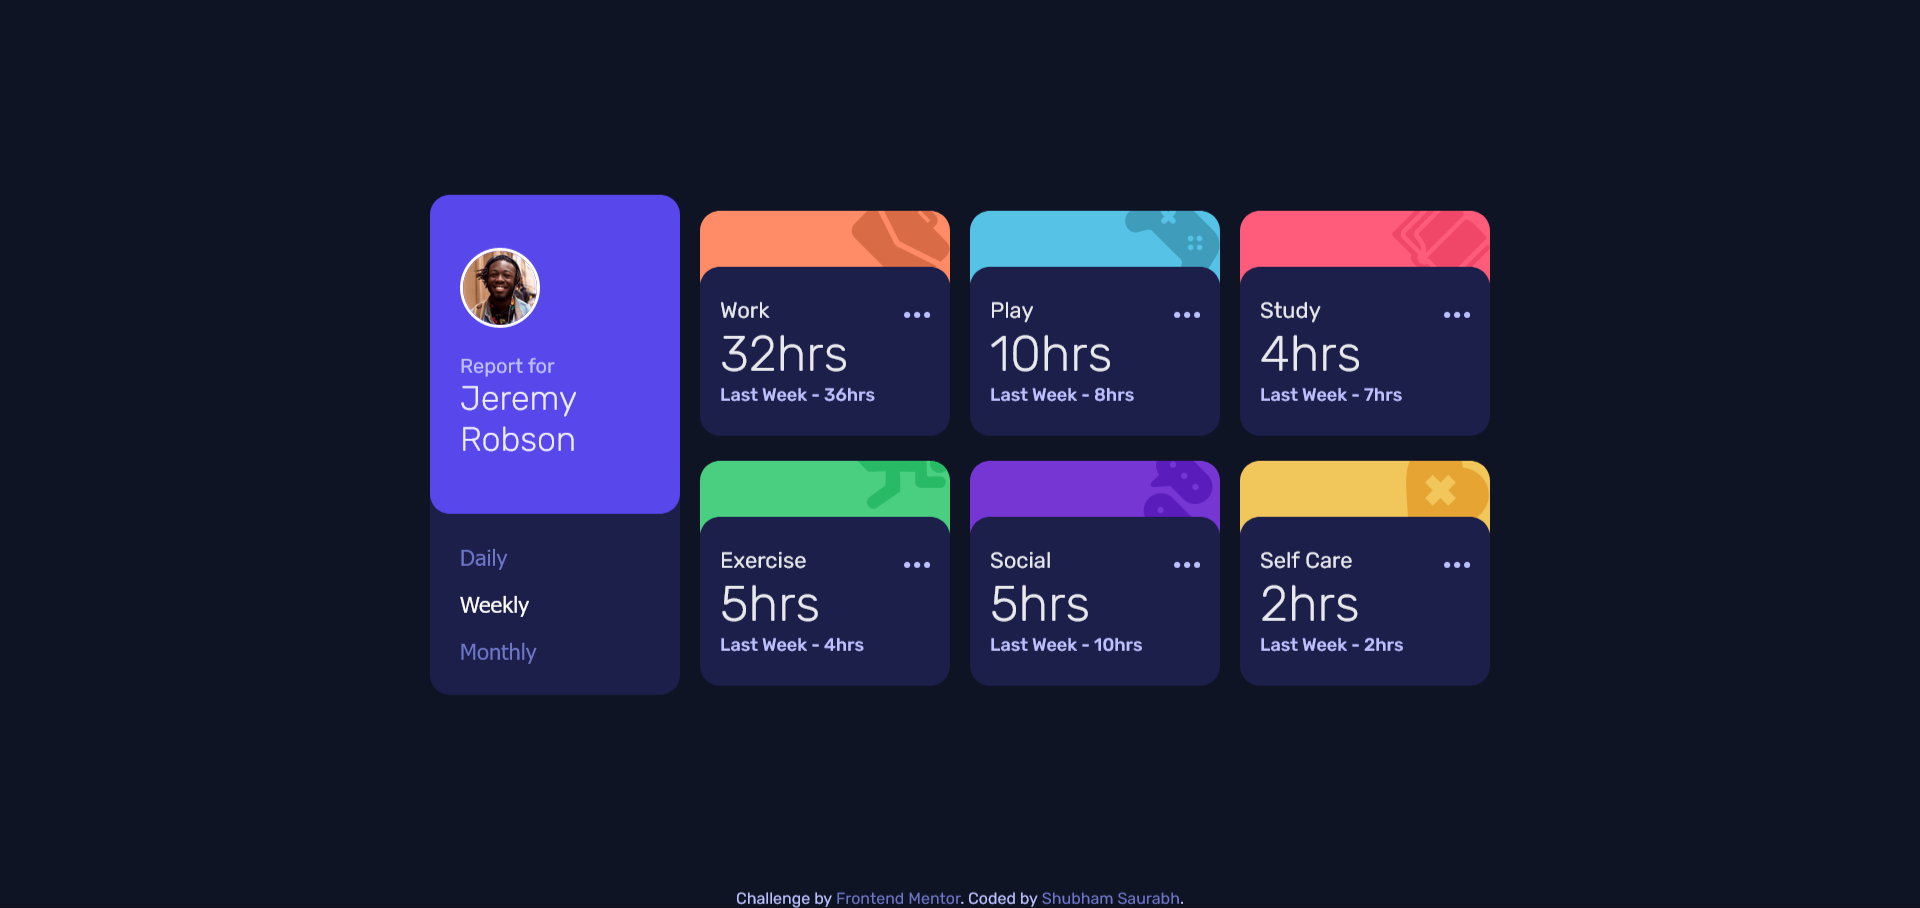 Report for
Jeremy
Robson
Daily
Weekly
Monthly
Work
32hrs
Last Week - 36hrs
Play
10hrs
Last Week - 8hrs
Study
4hrs
Last Week - 7hrs
Exercise
5hrs
Last Week - 4hrs
Social
5hrs
Last Week - 10hrs
Self Care
2hrs
Last Week - 2hrs
Challenge by Frontend Mentor. Coded by Shubham Saurabh.